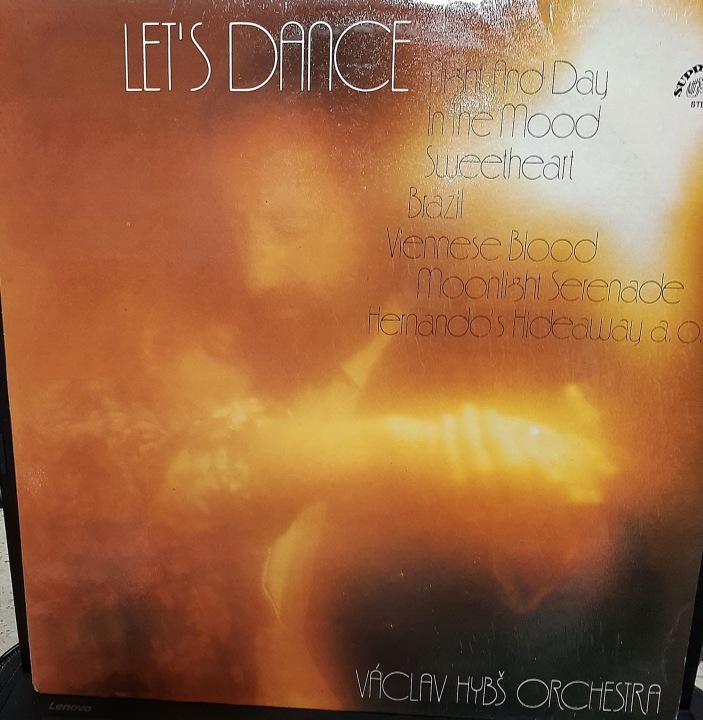 LET'S DANCE
Night And Day
In the Mood
Sweetheart
Brazil
Viennese Blood
Moonlight Serenade
Hernando's Hideaway a. o.
VÁCLAV HYBŠ ORCHESTRA
Lenovo